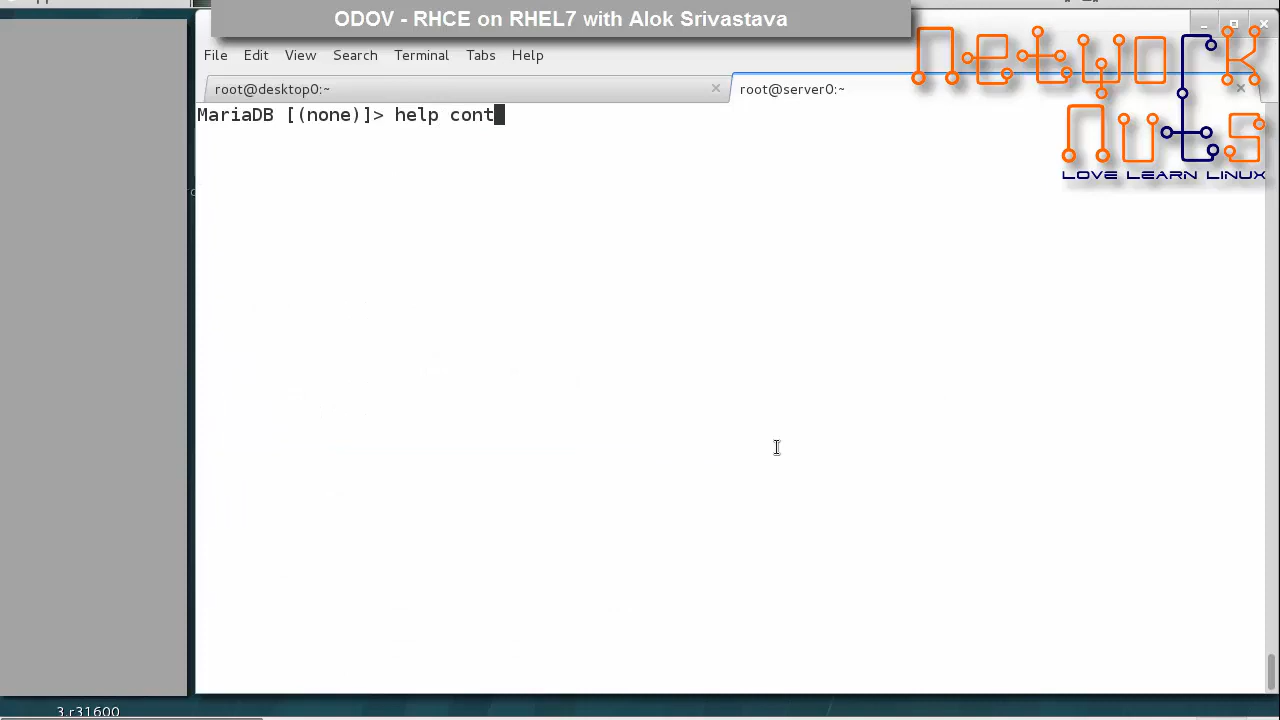 ODOV - RHCE on RHEL7 with Alok Srivastava
File Edit View Search Terminal Tabs Help
root@desktop0:~ root@server0:~
MariaDB [(none)]> help cont
network
nuts
LOVE LEARN LINUX
3.r31600